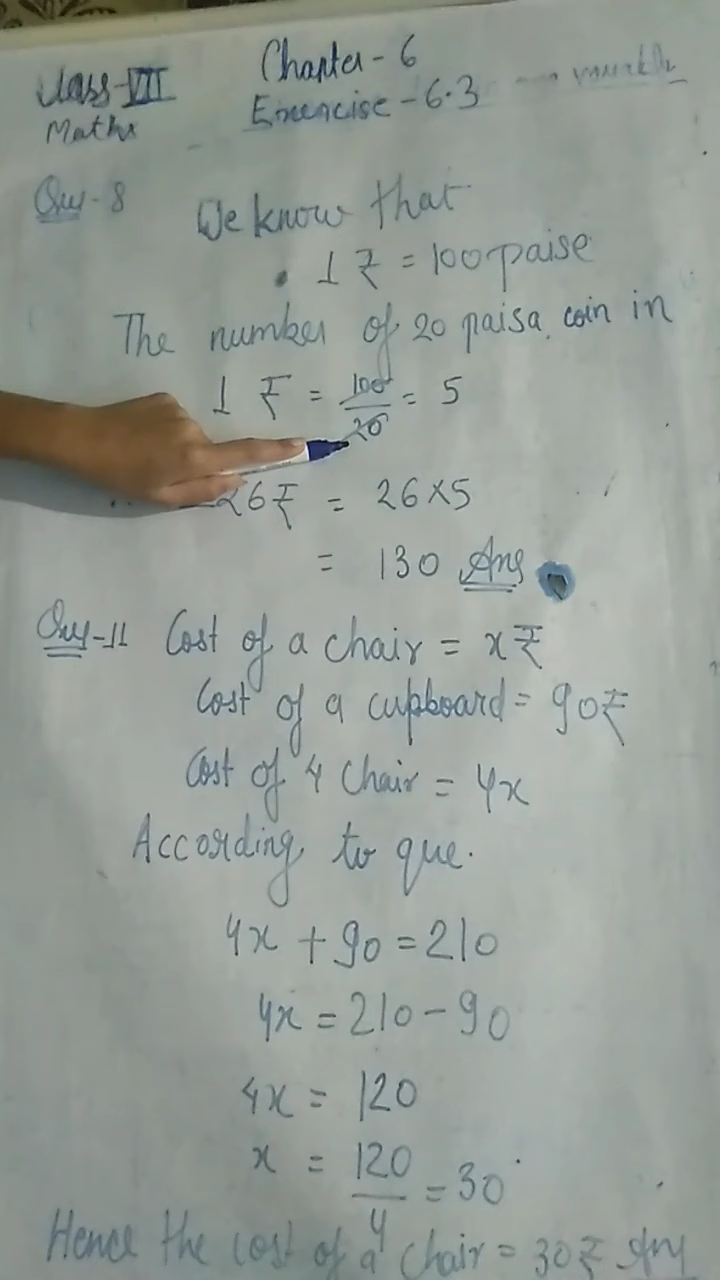 Class-VII
Chapter-6
Maths
Exercise-6.3
Que-8 We know that
1 ₹ = 100 paise
The number of 20 paisa coin in
1 ₹ = 100/20 = 5
26₹ = 26×5
= 130 Ans
Que-11 Cost of a chair = x₹
Cost of a cupboard = 90₹
Cost of 4 Chair = 4x
According to que.
4x + 90 = 210
4x = 210 - 90
4x = 120
x = 120/4 = 30
Hence the cost of a chair = 30₹ Ans